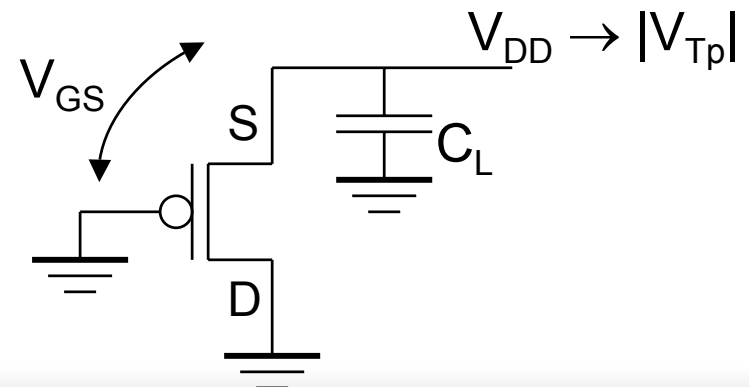 V_DD → |V_Tp|
V_GS
S
C_L
D